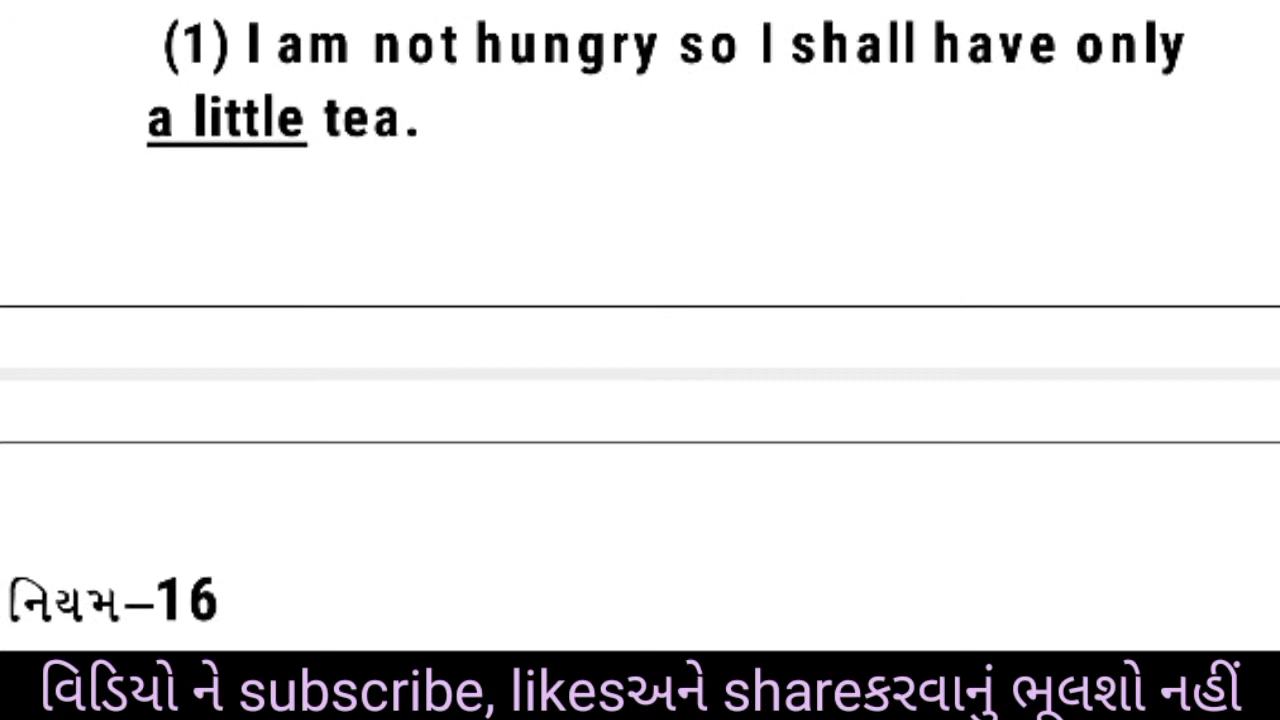 (1) I am not hungry so I shall have only
a little tea.
નિયમ–16
વિડિયો ને subscribe, likesઅને shareકરવાનું ભૂલશો નહીં